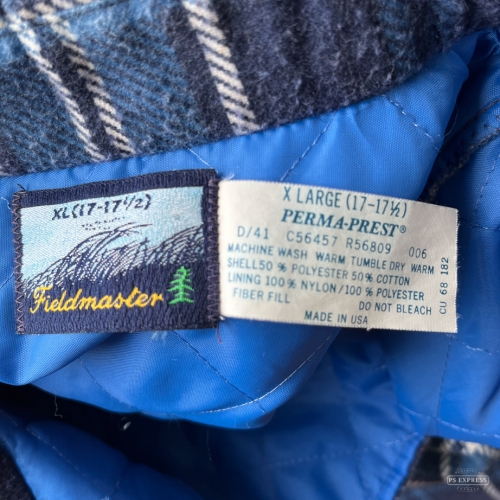 XL(17-17½)
Fieldmaster
X LARGE (17-17½)
PERMA-PREST®
D/41 C56457 R56809 006
MACHINE WASH WARM TUMBLE DRY WARM
SHELL 50 % POLYESTER 50 % COTTON
LINING 100 % NYLON/100 % POLYESTER
FIBER FILL DO NOT BLEACH
MADE IN USA
CU 68 182
PS EXPRESS